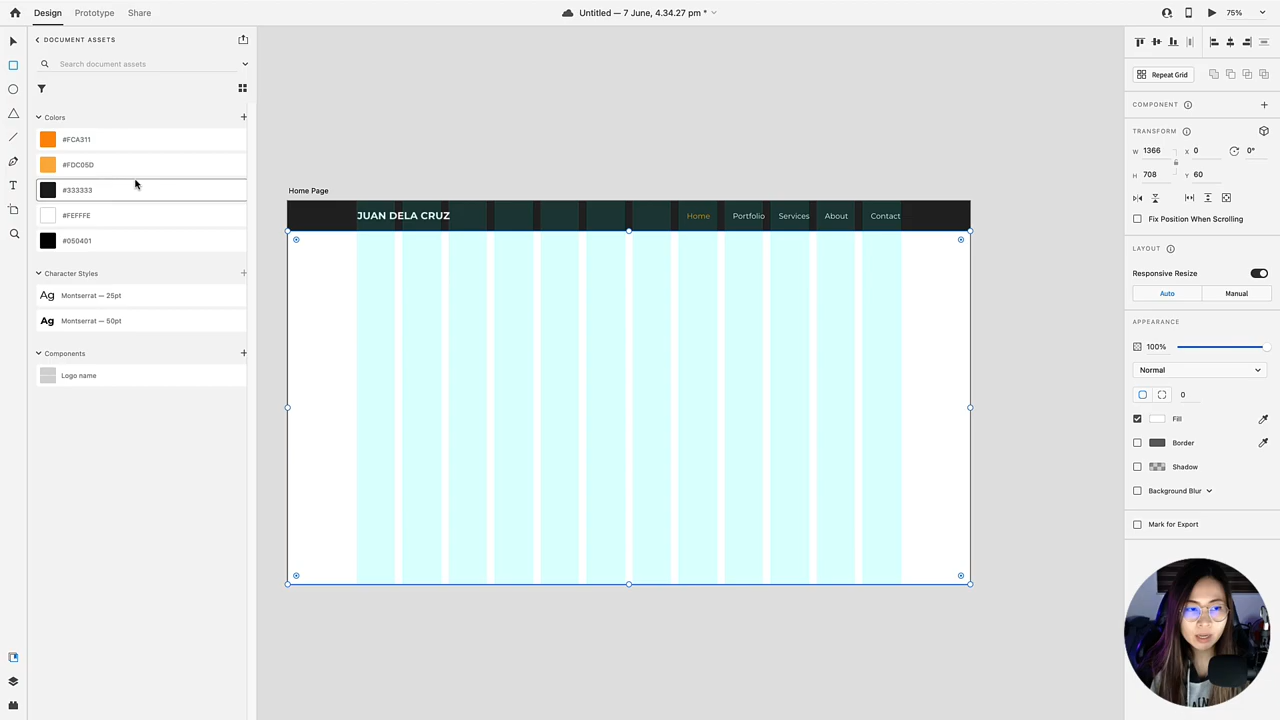 Design
Prototype
Share
Untitled — 7 June, 4.34.27 pm *
75%
DOCUMENT ASSETS
Search document assets
Colors
#FCA311
#FDC05D
#333333
#FEFFFE
#050401
Character Styles
Ag Montserrat — 25pt
Ag Montserrat — 50pt
Components
Logo name
Home Page
JUAN DELA CRUZ
Home
Portfolio
Services
About
Contact
Repeat Grid
COMPONENT
TRANSFORM
W 1366
X 0
0°
H 708
Y 60
Fix Position When Scrolling
LAYOUT
Responsive Resize
Auto
Manual
APPEARANCE
100%
Normal
0
Fill
Border
Shadow
Background Blur
Mark for Export